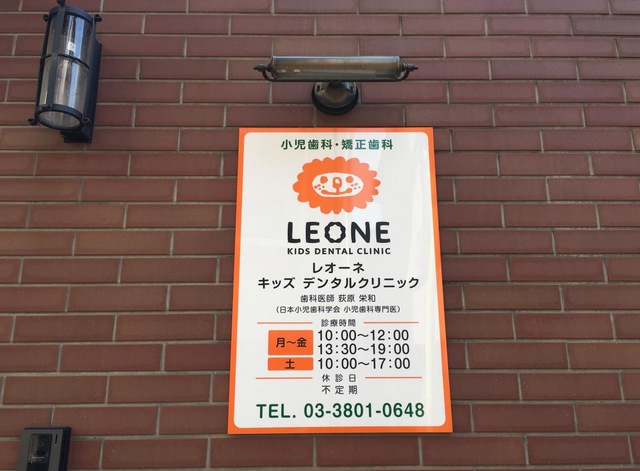 小児歯科・矯正歯科
LEONE
KIDS DENTAL CLINIC
レオーネ
キッズ デンタルクリニック
歯科医師 萩原 栄和
(日本小児歯科学会 小児歯科専門医)
診療時間
月〜金 10:00〜12:00
13:30〜19:00
土 10:00〜17:00
休診日
不定期
TEL. 03-3801-0648